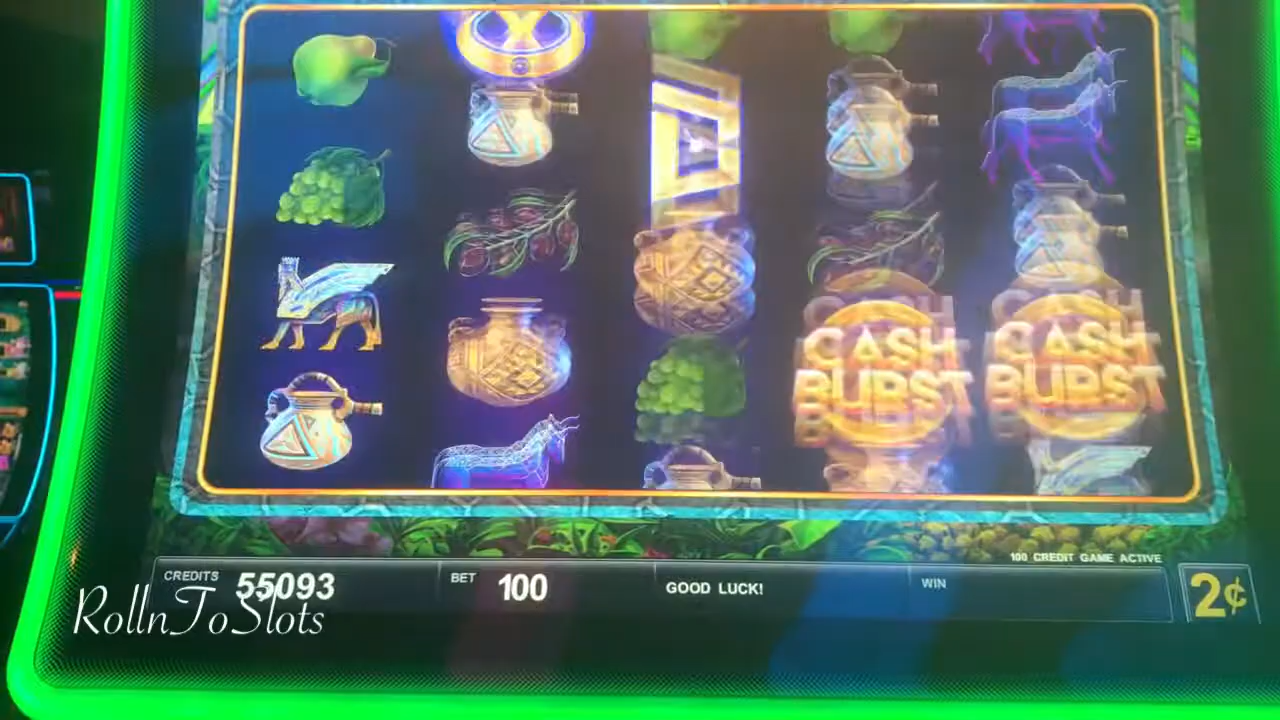 CASH
BURST
CASH
BURST
100 CREDIT GAME ACTIVE
CREDITS 55093 BET 100 GOOD LUCK! WIN 2¢
RollnToSlots